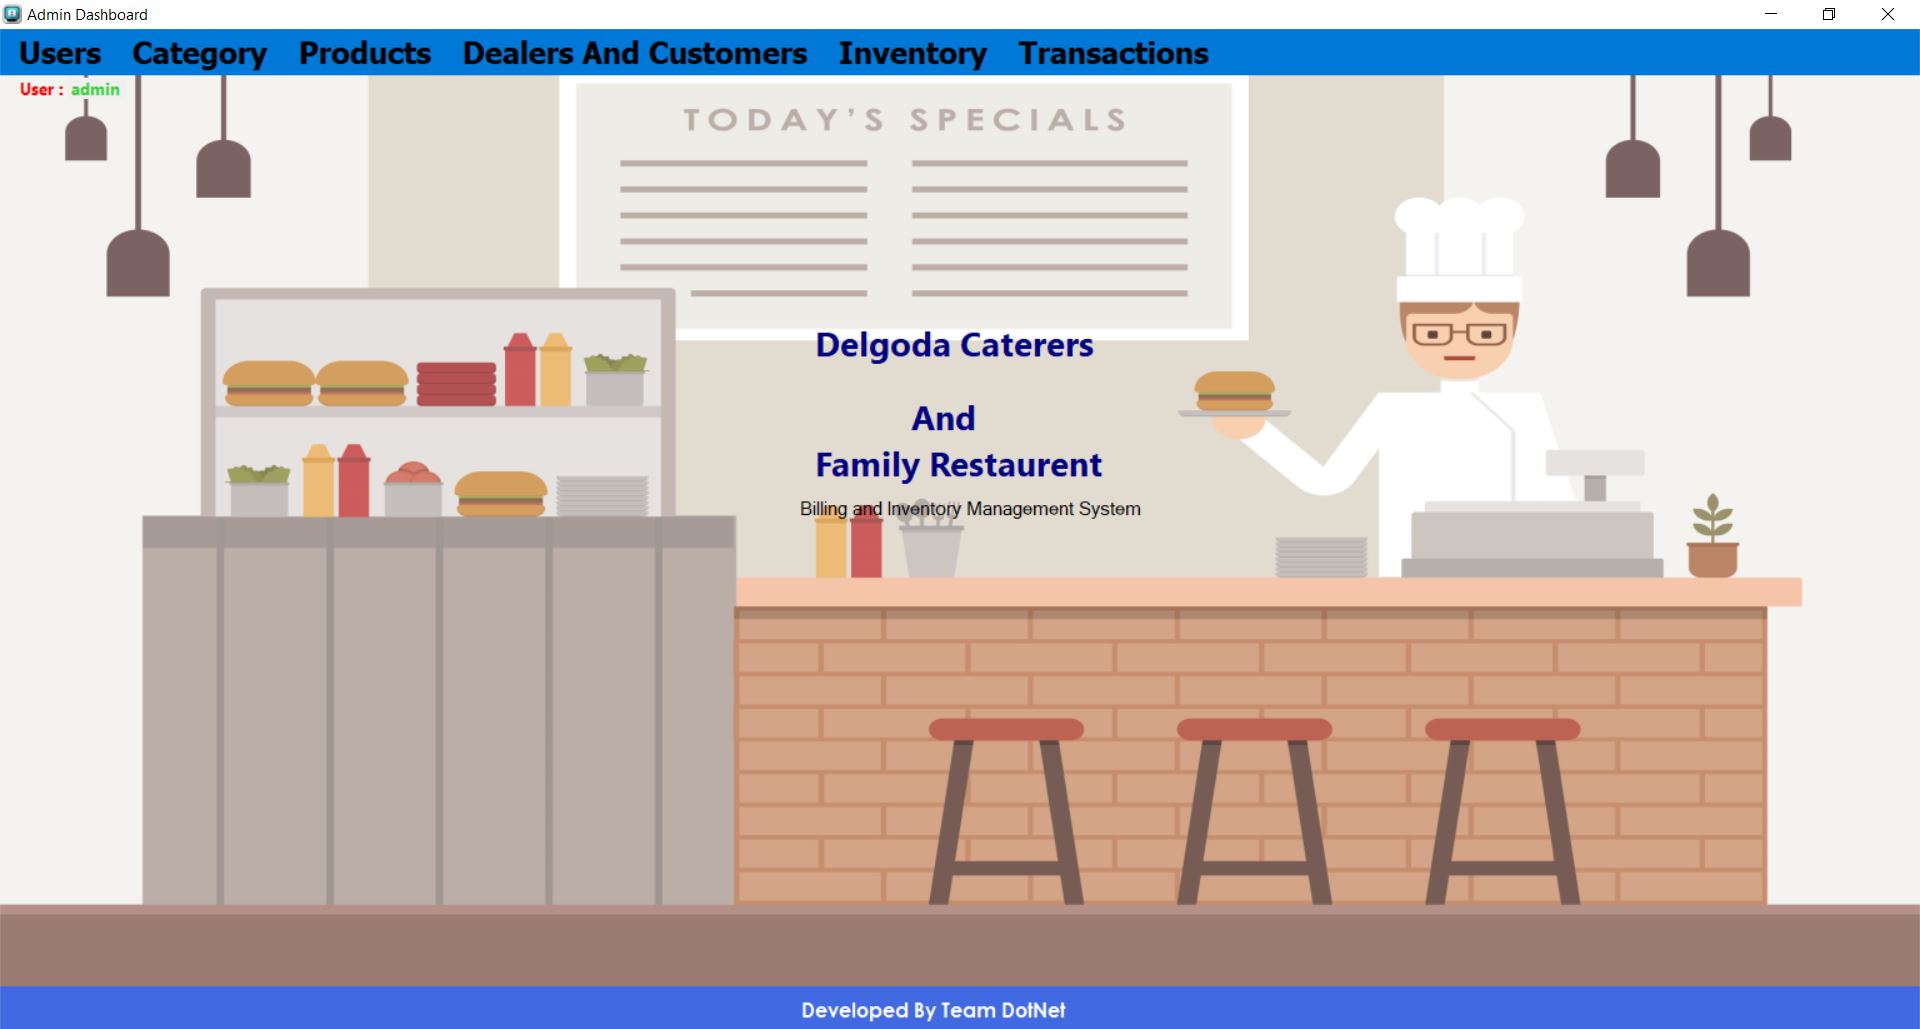 Admin Dashboard
Users Category Products Dealers And Customers Inventory Transactions
User : admin
TODAY'S SPECIALS
Delgoda Caterers
And
Family Restaurent
Billing and Inventory Management System
Developed By Team DotNet